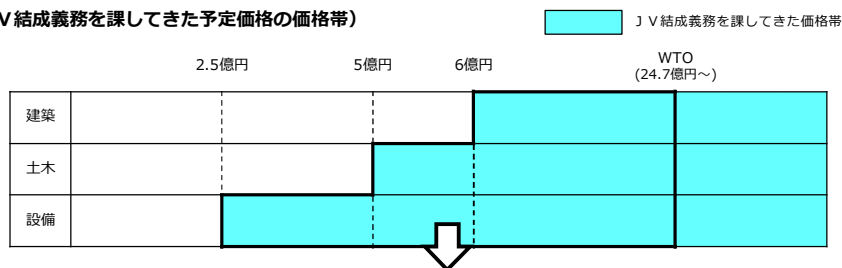 V結成義務を課してきた予定価格の価格帯）
ＪＶ結成義務を課してきた価格帯
2.5億円
5億円
6億円
WTO
(24.7億円～)
建築
土木
設備